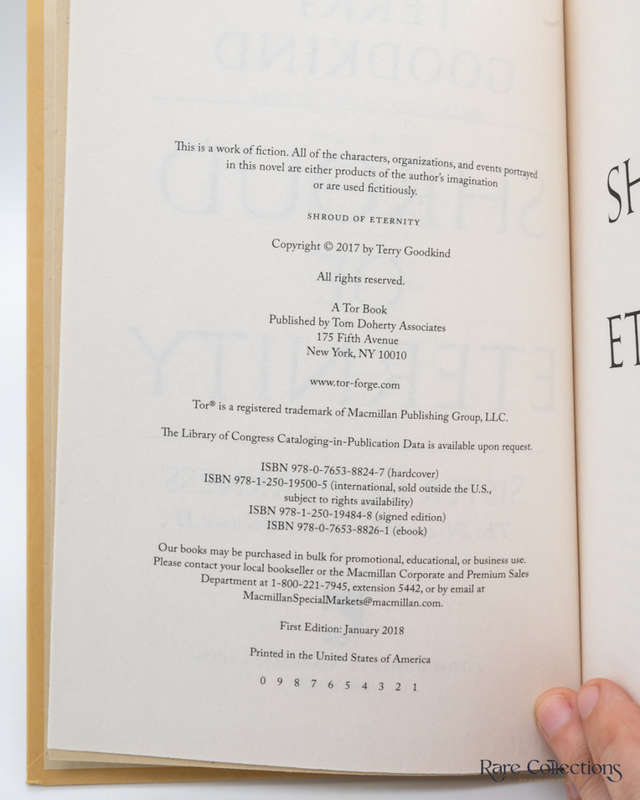 This is a work of fiction. All of the characters, organizations, and events portrayed
in this novel are either products of the author's imagination
or are used fictitiously.
SHROUD OF ETERNITY
Copyright © 2017 by Terry Goodkind
All rights reserved.
A Tor Book
Published by Tom Doherty Associates
175 Fifth Avenue
New York, NY 10010
www.tor-forge.com
Tor® is a registered trademark of Macmillan Publishing Group, LLC.
The Library of Congress Cataloging-in-Publication Data is available upon request.
ISBN 978-0-7653-8824-7 (hardcover)
ISBN 978-1-250-19500-5 (international, sold outside the U.S.,
subject to rights availability)
ISBN 978-1-250-19484-8 (signed edition)
ISBN 978-0-7653-8826-1 (ebook)
Our books may be purchased in bulk for promotional, educational, or business use.
Please contact your local bookseller or the Macmillan Corporate and Premium Sales
Department at 1-800-221-7945, extension 5442, or by email at
MacmillanSpecialMarkets@macmillan.com.
First Edition: January 2018
Printed in the United States of America
0 9 8 7 6 5 4 3 2 1
SH
ET
Rare Collections